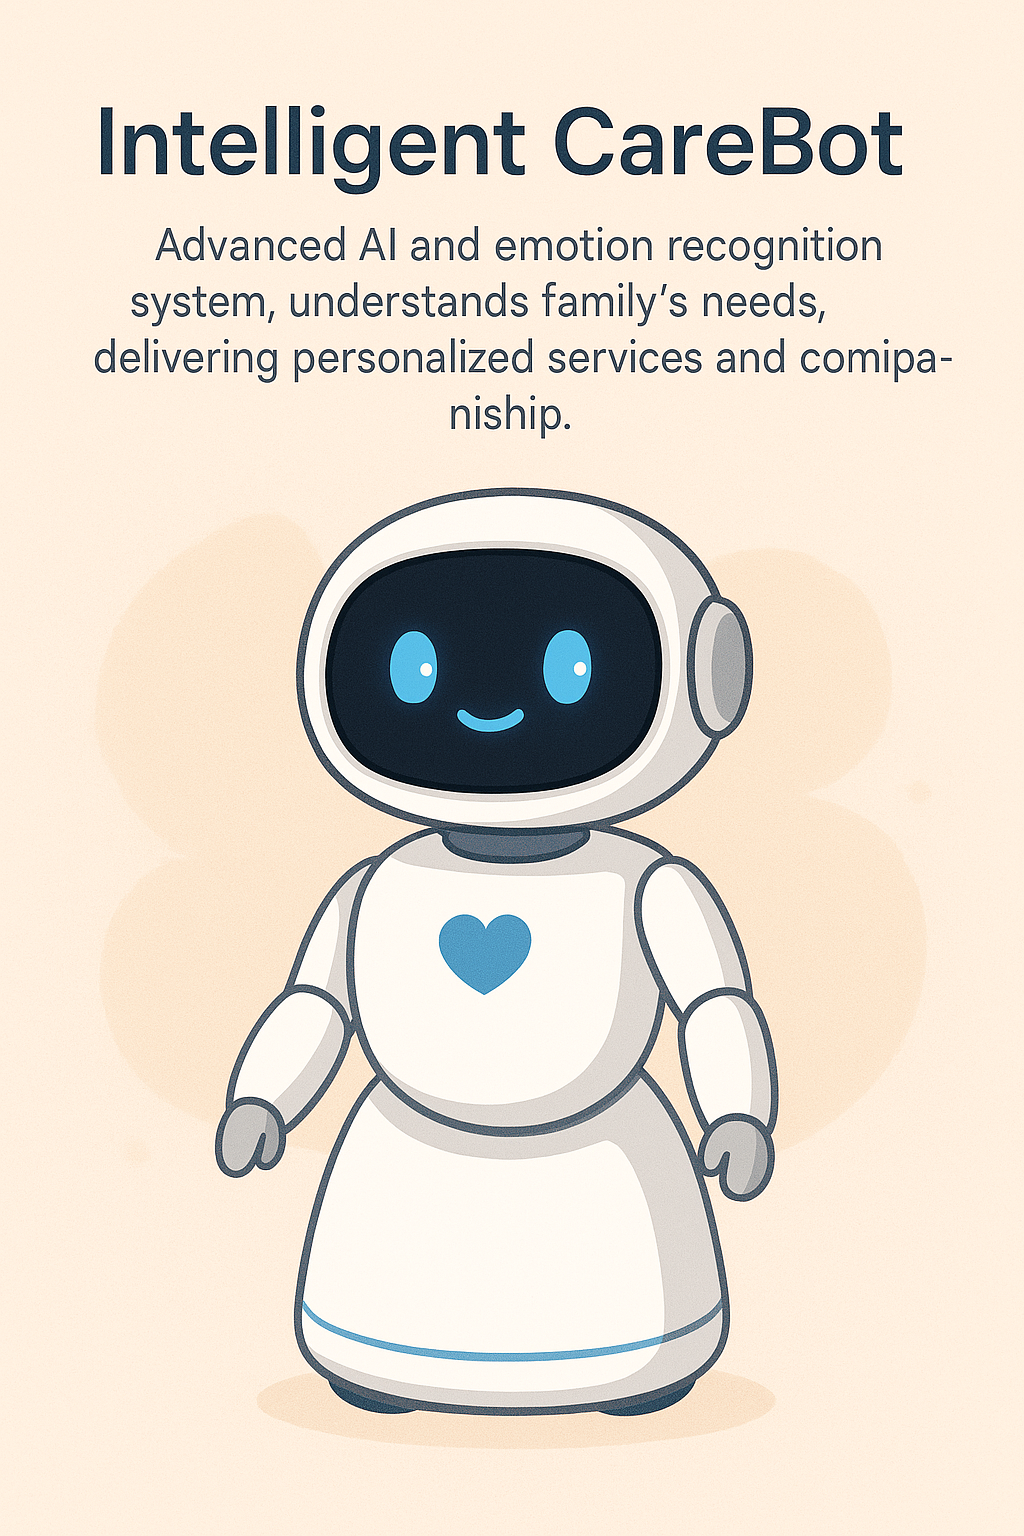 Intelligent CareBot
Advanced AI and emotion recognition
system, understands family’s needs,
delivering personalized services and comipa-
niship.